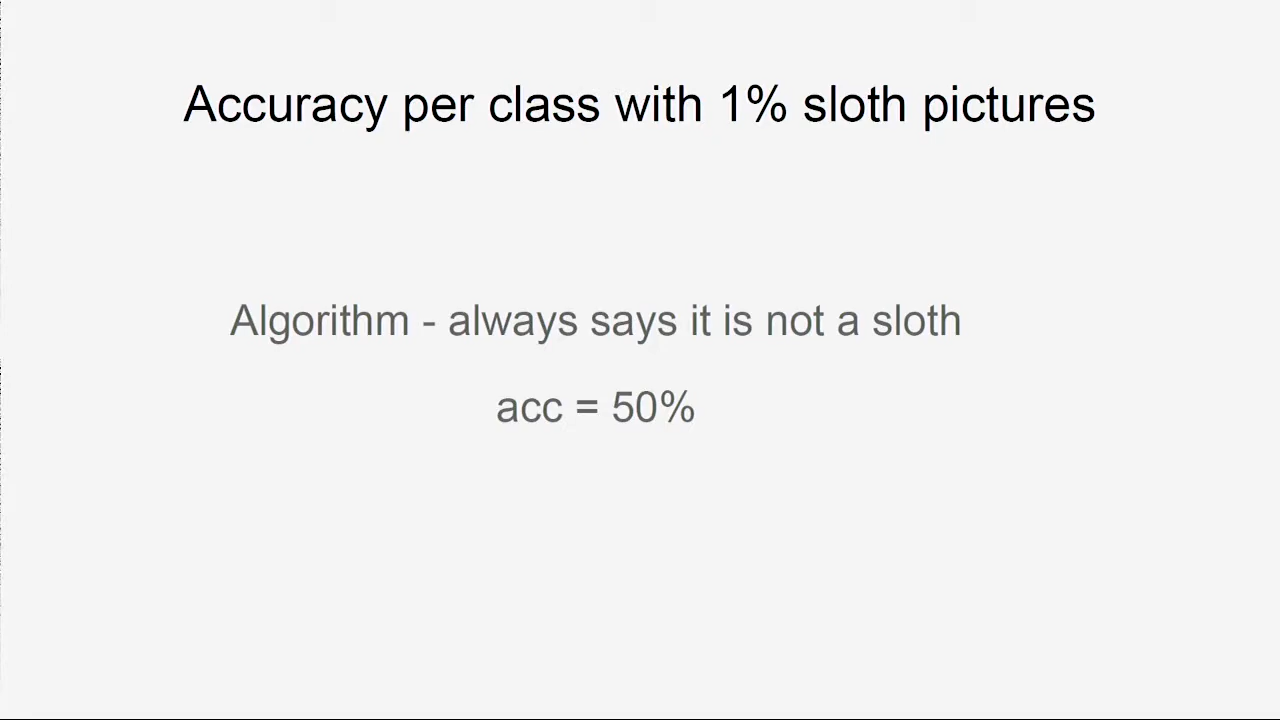 Accuracy per class with 1% sloth pictures
Algorithm - always says it is not a sloth
acc = 50%